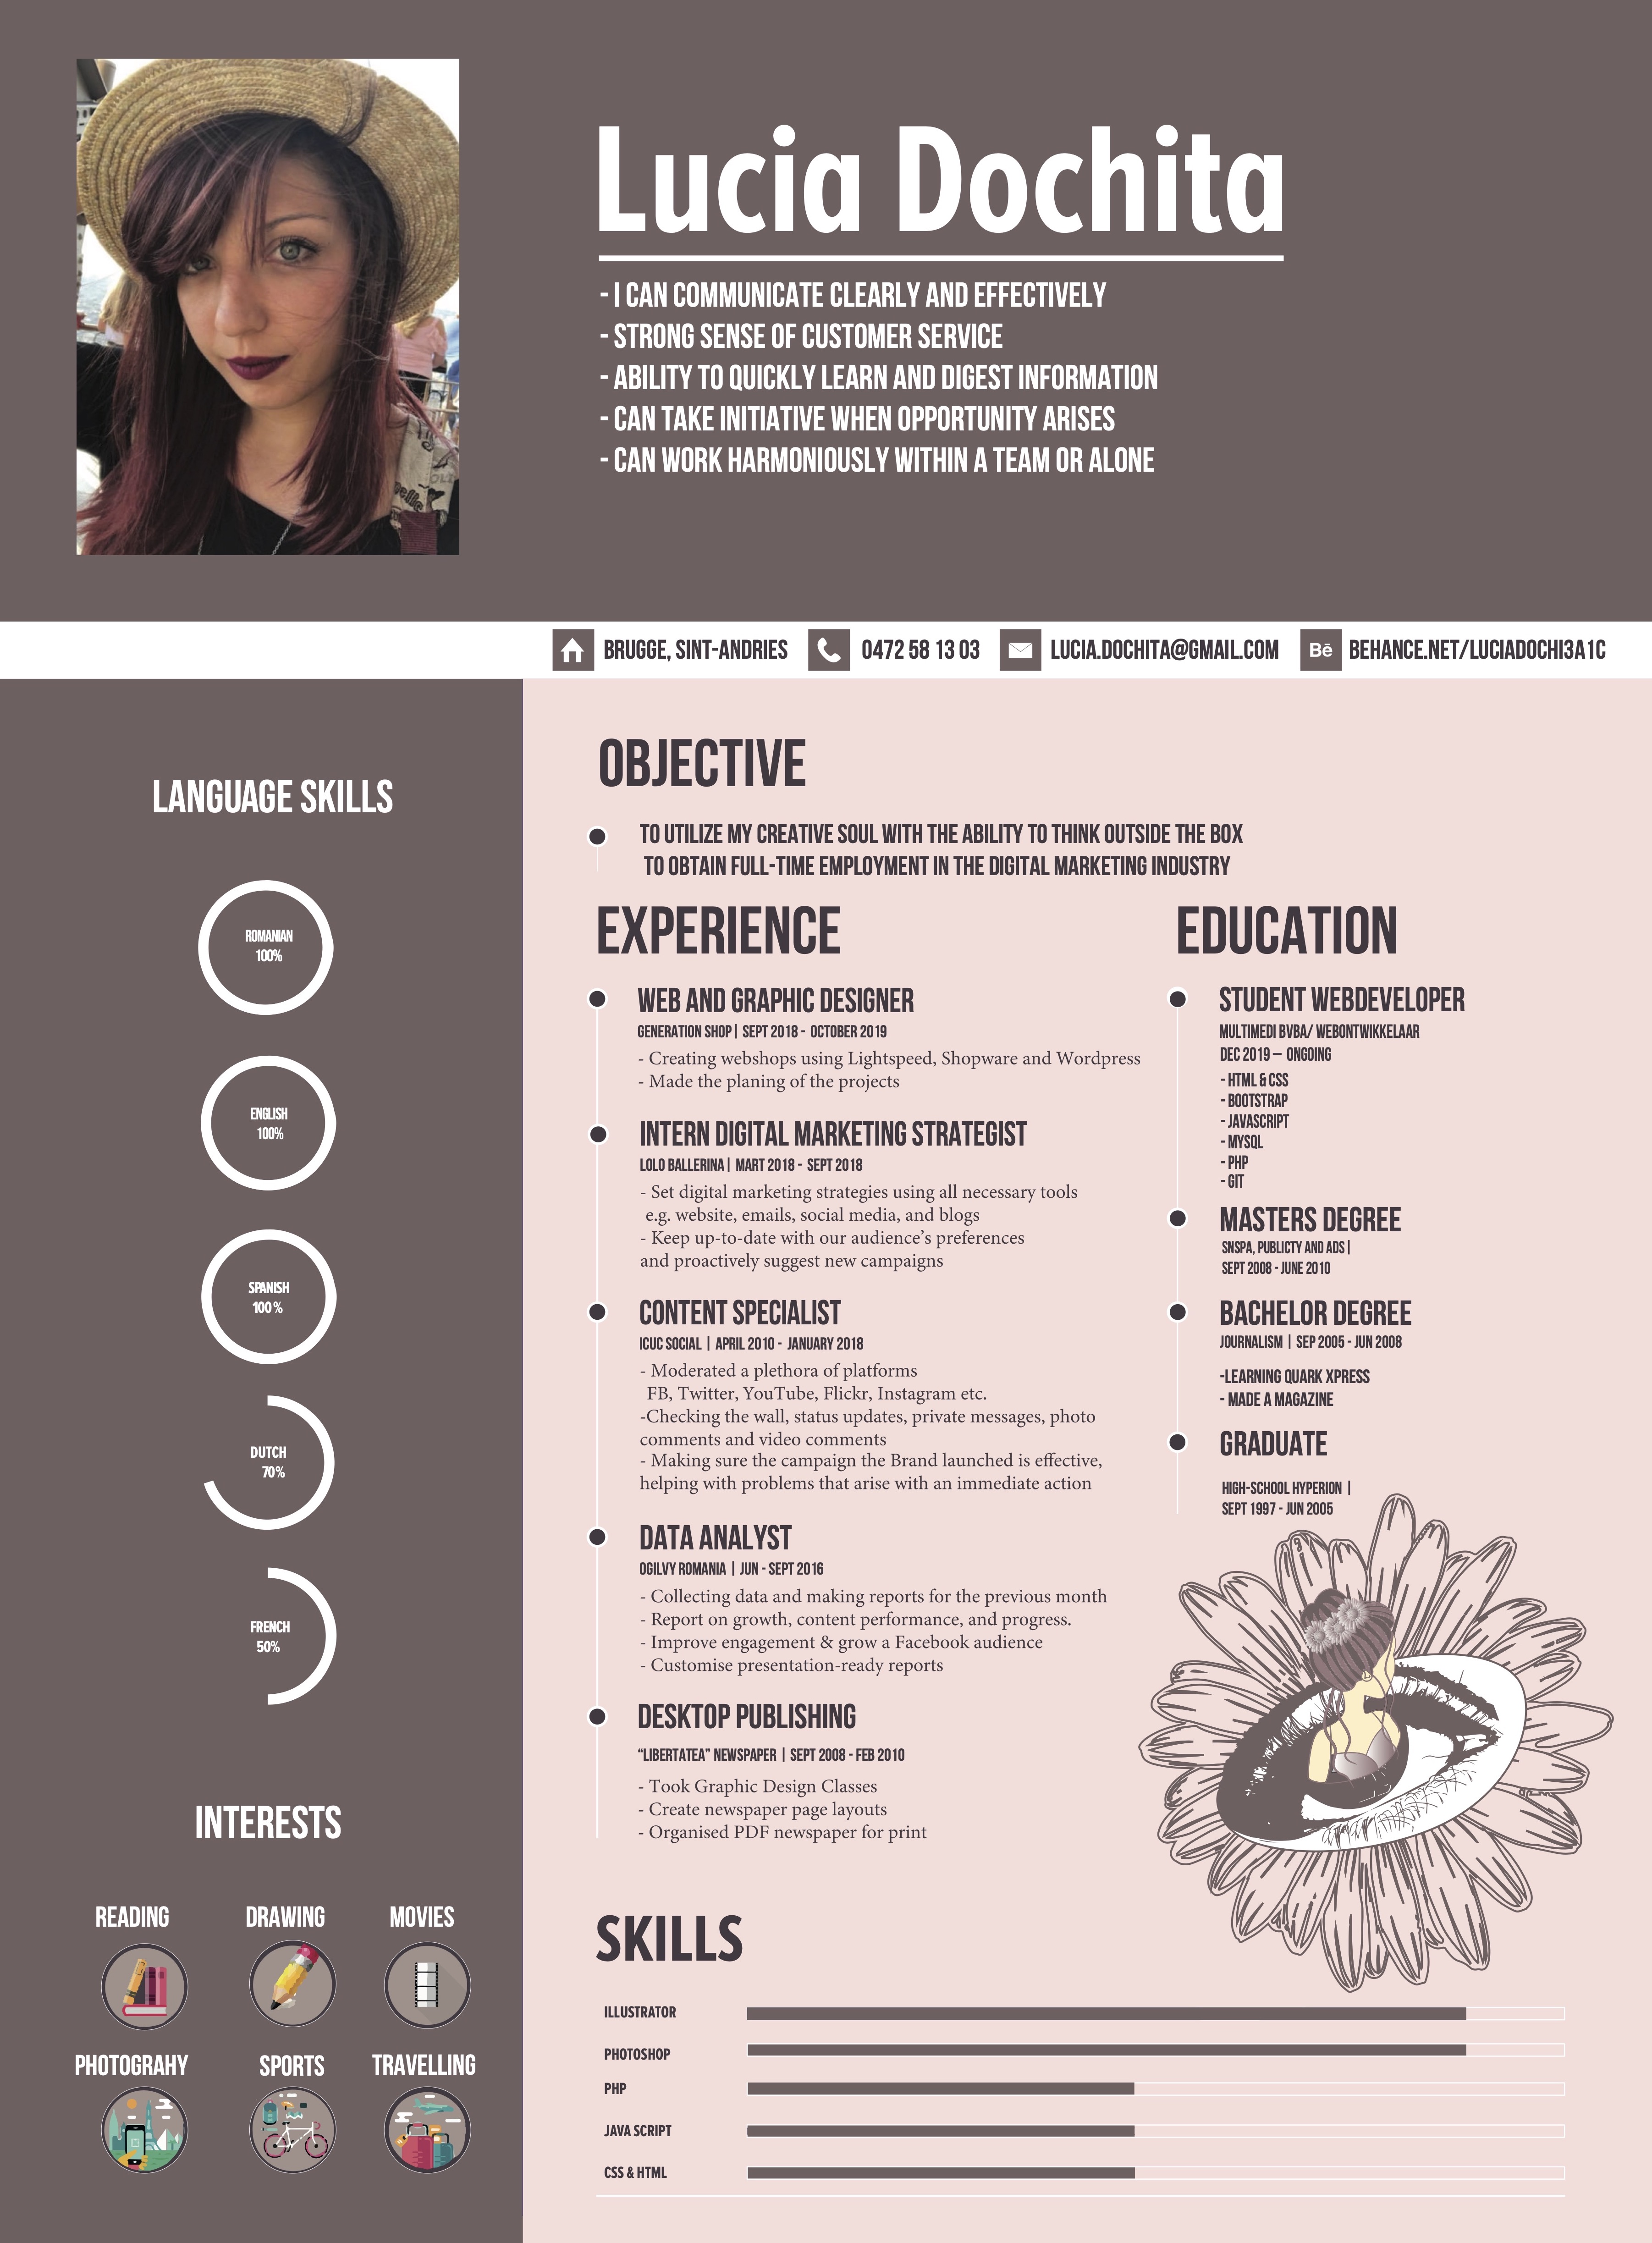 Lucia Dochita
- I CAN COMMUNICATE CLEARLY AND EFFECTIVELY
- STRONG SENSE OF CUSTOMER SERVICE
- ABILITY TO QUICKLY LEARN AND DIGEST INFORMATION
- CAN TAKE INITIATIVE WHEN OPPORTUNITY ARISES
- CAN WORK HARMONIOUSLY WITHIN A TEAM OR ALONE
BRUGGE, SINT-ANDRIES
0472 58 13 03
LUCIA.DOCHITA@GMAIL.COM
Bē
BEHANCE.NET/LUCIADOCHI3A1C
LANGUAGE SKILLS
ROMANIAN
100%
ENGLISH
100%
SPANISH
100 %
DUTCH
70%
FRENCH
50%
INTERESTS
READING
DRAWING
MOVIES
PHOTOGRAHY
SPORTS
TRAVELLING
OBJECTIVE
TO UTILIZE MY CREATIVE SOUL WITH THE ABILITY TO THINK OUTSIDE THE BOX
TO OBTAIN FULL-TIME EMPLOYMENT IN THE DIGITAL MARKETING INDUSTRY
EXPERIENCE
WEB AND GRAPHIC DESIGNER
GENERATION SHOP | SEPT 2018 - OCTOBER 2019
- Creating webshops using Lightspeed, Shopware and Wordpress
- Made the planing of the projects
INTERN DIGITAL MARKETING STRATEGIST
LOLO BALLERINA | MART 2018 - SEPT 2018
- Set digital marketing strategies using all necessary tools
e.g. website, emails, social media, and blogs
- Keep up-to-date with our audience's preferences
and proactively suggest new campaigns
CONTENT SPECIALIST
ICUC SOCIAL | APRIL 2010 - JANUARY 2018
- Moderated a plethora of platforms
FB, Twitter, YouTube, Flickr, Instagram etc.
-Checking the wall, status updates, private messages, photo
comments and video comments
- Making sure the campaign the Brand launched is effective,
helping with problems that arise with an immediate action
DATA ANALYST
OGILVY ROMANIA | JUN - SEPT 2016
- Collecting data and making reports for the previous month
- Report on growth, content performance, and progress.
- Improve engagement & grow a Facebook audience
- Customise presentation-ready reports
DESKTOP PUBLISHING
“LIBERTATEA” NEWSPAPER | SEPT 2008 - FEB 2010
- Took Graphic Design Classes
- Create newspaper page layouts
- Organised PDF newspaper for print
EDUCATION
STUDENT WEBDEVELOPER
MULTIMEDI BVBA/ WEBONTWIKKELAAR
DEC 2019 – ONGOING
- HTML & CSS
- BOOTSTRAP
- JAVASCRIPT
- MYSQL
- PHP
- GIT
MASTERS DEGREE
SNSPA, PUBLICTY AND ADS |
SEPT 2008 - JUNE 2010
BACHELOR DEGREE
JOURNALISM | SEP 2005 - JUN 2008
-LEARNING QUARK XPRESS
- MADE A MAGAZINE
GRADUATE
HIGH-SCHOOL HYPERION |
SEPT 1997 - JUN 2005
SKILLS
ILLUSTRATOR
PHOTOSHOP
PHP
JAVA SCRIPT
CSS & HTML